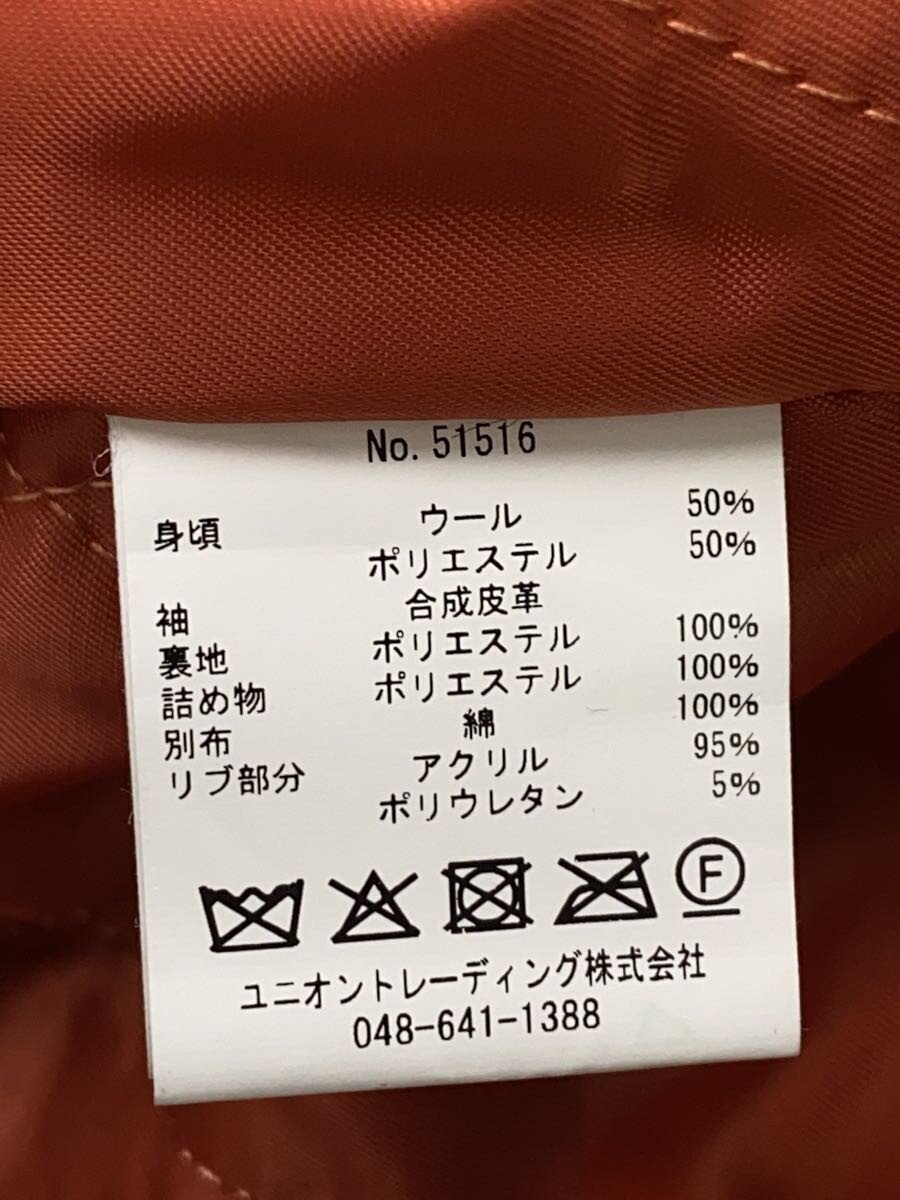 No. 51516
身頃 ウール 50%
ポリエステル 50%
袖 合成皮革
裏地 ポリエステル 100%
詰め物 ポリエステル 100%
別布 綿 100%
リブ部分 アクリル 95%
ポリウレタン 5%
F
ユニオントレーディング株式会社
048-641-1388